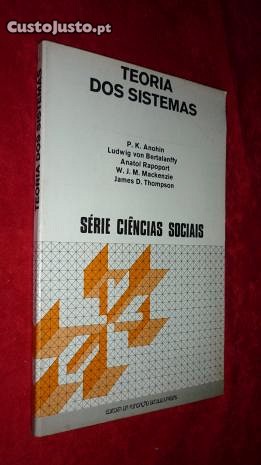 CustoJusto.pt
TEORIA
DOS SISTEMAS
P. K. Anohin
Ludwig von Bertalanffy
Anatol Rapoport
W. J. M. Mackenzie
James D. Thompson
SÉRIE CIÊNCIAS SOCIAIS
TEORIA DOS SISTEMAS